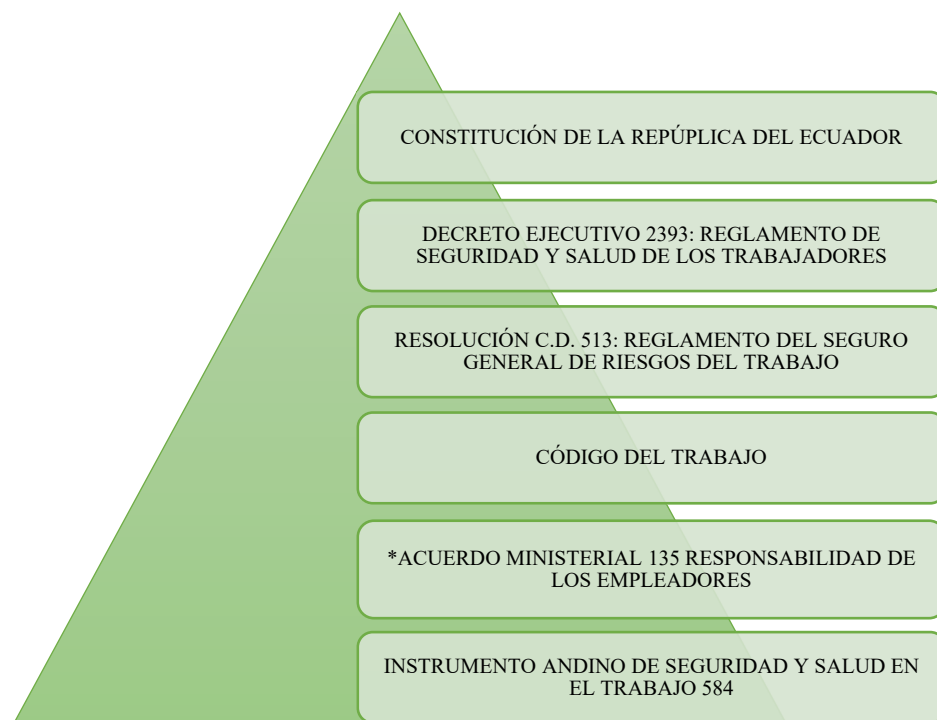 CONSTITUCIÓN DE LA REPÚPLICA DEL ECUADOR
DECRETO EJECUTIVO 2393: REGLAMENTO DE
SEGURIDAD Y SALUD DE LOS TRABAJADORES
RESOLUCIÓN C.D. 513: REGLAMENTO DEL SEGURO
GENERAL DE RIESGOS DEL TRABAJO
CÓDIGO DEL TRABAJO
*ACUERDO MINISTERIAL 135 RESPONSABILIDAD DE
LOS EMPLEADORES
INSTRUMENTO ANDINO DE SEGURIDAD Y SALUD EN
EL TRABAJO 584